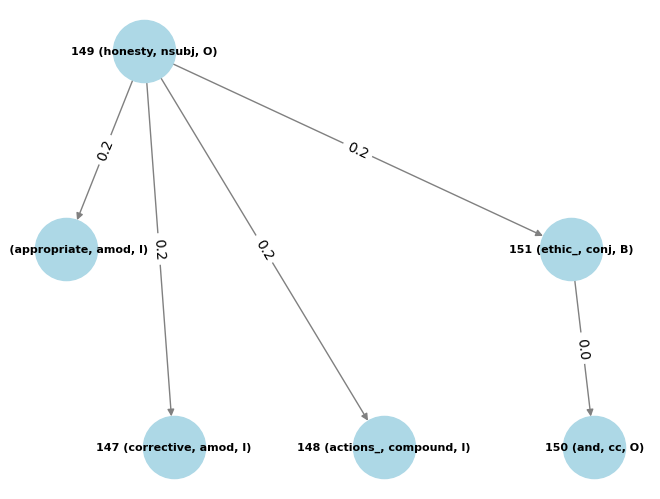 149 (honesty, nsubj, O)
0.2
0.2
(appropriate, amod, I)
0.2
0.2
151 (ethic_, conj, B)
0.0
147 (corrective, amod, I)
148 (actions_, compound, I)
150 (and, cc, O)